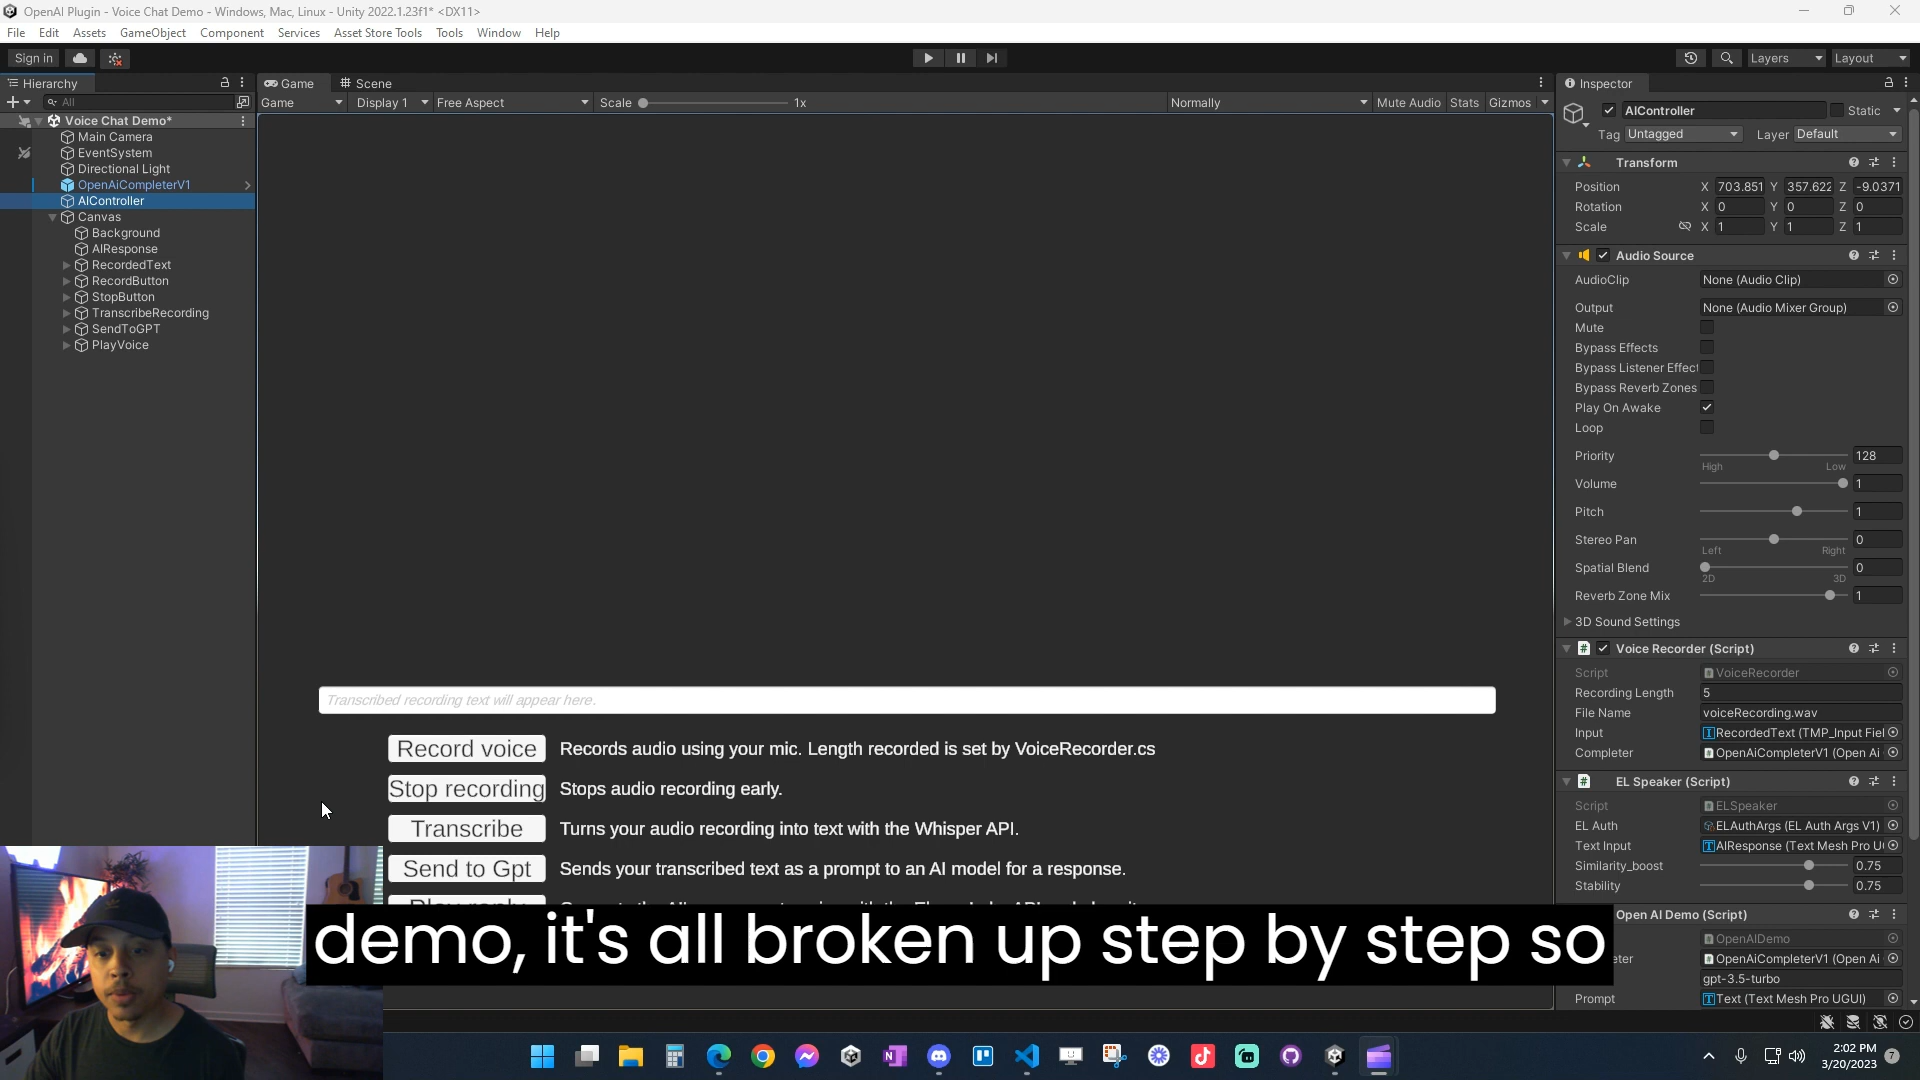 OpenAI Plugin - Voice Chat Demo - Windows, Mac, Linux - Unity 2022.1.23f1* <DX11>
File Edit Assets GameObject Component Services Asset Store Tools Tools Window Help
Sign in
Layers
Layout
Hierarchy
Game
Scene
Inspector
All
Game
Display 1
Free Aspect
Scale
1x
Normally
Mute Audio
Stats
Gizmos
Voice Chat Demo*
Main Camera
EventSystem
Directional Light
OpenAiCompleterV1
AIController
Canvas
Background
AIResponse
RecordedText
RecordButton
StopButton
TranscribeRecording
SendToGPT
PlayVoice
Transcribed recording text will appear here.
Record voice
Records audio using your mic. Length recorded is set by VoiceRecorder.cs
Stop recording
Stops audio recording early.
Transcribe
Turns your audio recording into text with the Whisper API.
Send to Gpt
Sends your transcribed text as a prompt to an AI model for a response.
demo, it's all broken up step by step so
AIController
Static
Tag Untagged
Layer Default
Transform
Position X 703.851 Y 357.622 Z -9.0371
Rotation X 0 Y 0 Z 0
Scale X 1 Y 1 Z 1
Audio Source
AudioClip None (Audio Clip)
Output None (Audio Mixer Group)
Mute
Bypass Effects
Bypass Listener Effect
Bypass Reverb Zones
Play On Awake
Loop
Priority 128
High Low
Volume 1
Pitch 1
Stereo Pan 0
Left Right
Spatial Blend 0
2D 3D
Reverb Zone Mix 1
3D Sound Settings
Voice Recorder (Script)
Script VoiceRecorder
Recording Length 5
File Name voiceRecording.wav
Input RecordedText (TMP_Input Fiel
Completer OpenAiCompleterV1 (Open Ai
EL Speaker (Script)
Script ELSpeaker
EL Auth ELAuthArgs (EL Auth Args V1)
Text Input AIResponse (Text Mesh Pro U
Similarity_boost 0.75
Stability 0.75
Open AI Demo (Script)
OpenAIDemo
eter OpenAiCompleterV1 (Open Ai
gpt-3.5-turbo
Prompt Text (Text Mesh Pro UGUI)
2:02 PM
3/20/2023
7